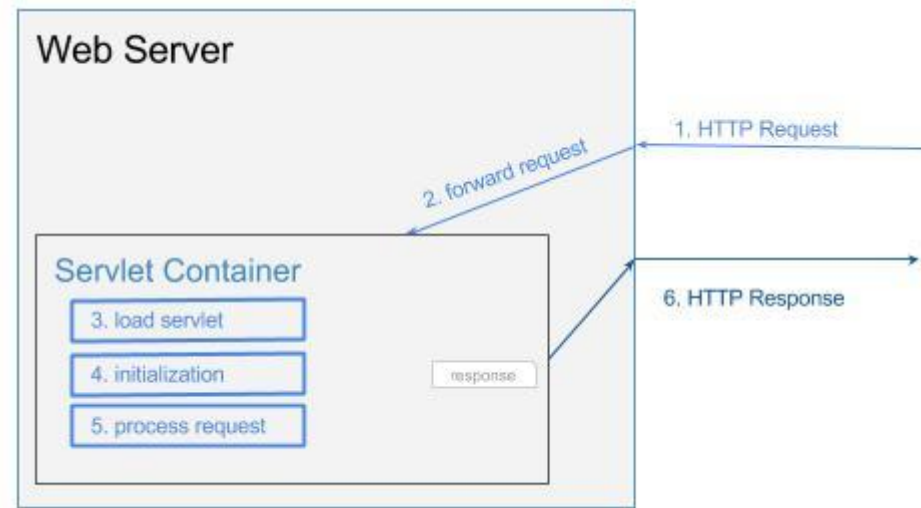 Web Server
1. HTTP Request
2. forward request
Servlet Container
3. load servlet
4. initialization
5. process request
response
6. HTTP Response